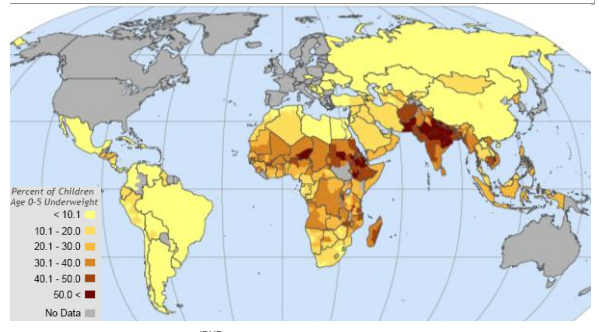 Percent of Children
Age 0-5 Underweight
< 10.1
10.1 - 20.0
20.1 - 30.0
30.1 - 40.0
40.1 - 50.0
50.0 <
No Data